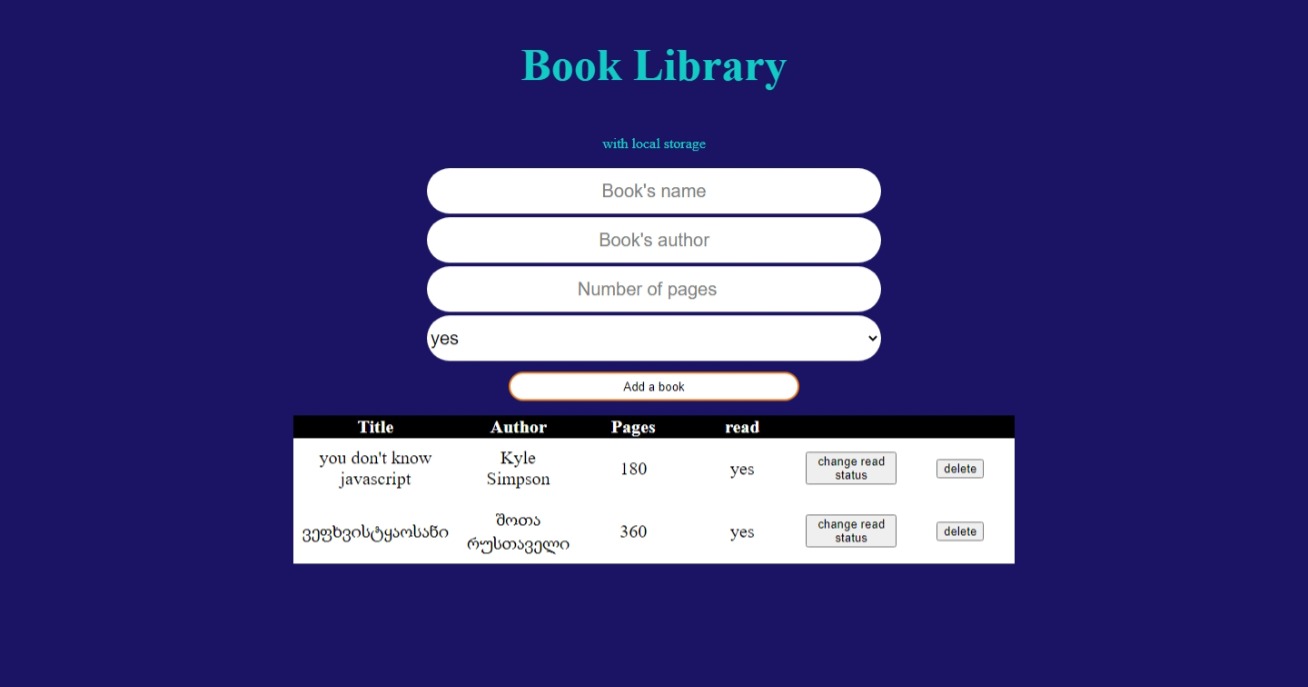 Book Library
with local storage
Book's name
Book's author
Number of pages
yes
Add a book
Title Author Pages read
you don't know javascript Kyle Simpson 180 yes change read status delete
ვეფხვისტყაოსანი შოთა რუსთაველი 360 yes change read status delete